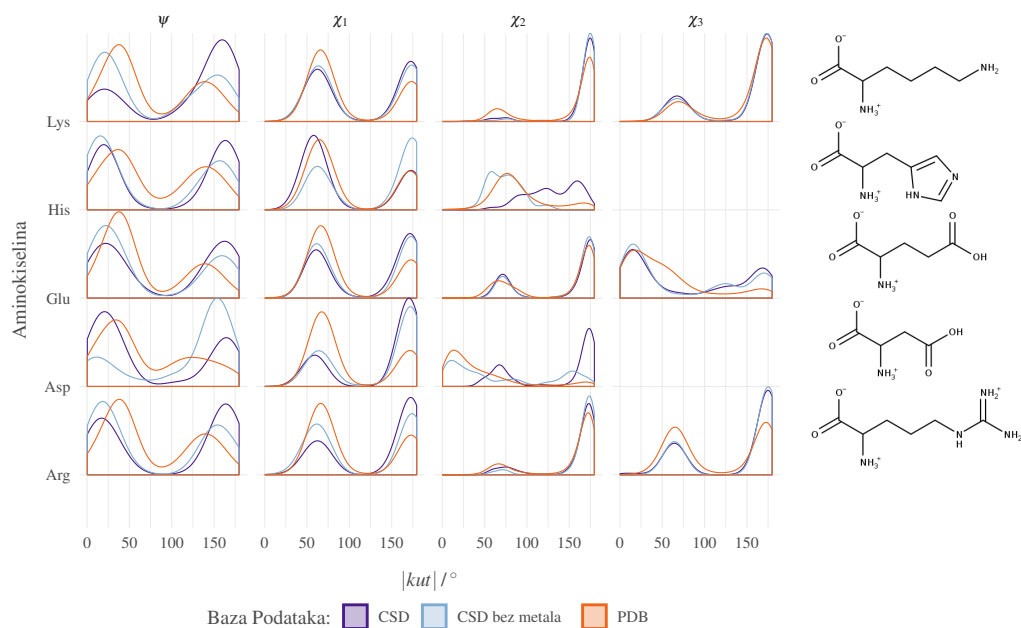 ψ χ1 χ2 χ3
Lys
His
Glu
Asp
Arg
Aminokiselina
O⁻ O NH3⁺ NH2
O⁻ O NH3⁺ HN N
O⁻ O NH3⁺ O OH
O⁻ O NH3⁺ OH O
O⁻ O NH3⁺ N H NH2⁺ NH2
0 50 100 150 0 50 100 150 0 50 100 150 0 50 100 150
|kut| / °
Baza Podataka: CSD CSD bez metala PDB